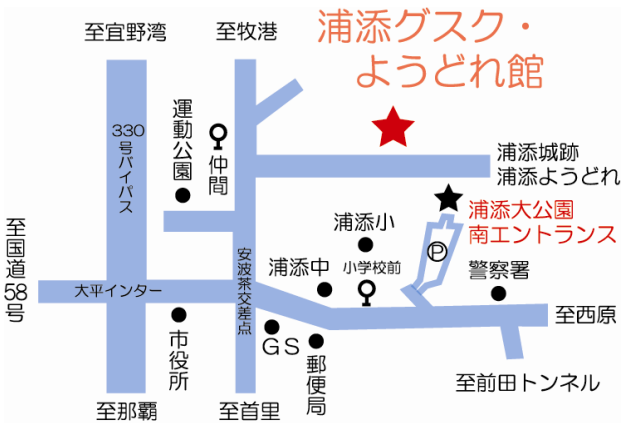 浦添グスク・
ようどれ館
至宜野湾
至牧港
運動公園
330号バイパス
仲間
浦添城跡
浦添ようどれ
浦添大公園
南エントランス
浦添小
P
至国道58号
安波茶交差点
浦添中
小学校前
警察署
大平インター
至西原
市役所
GS
郵便局
至前田トンネル
至那覇
至首里